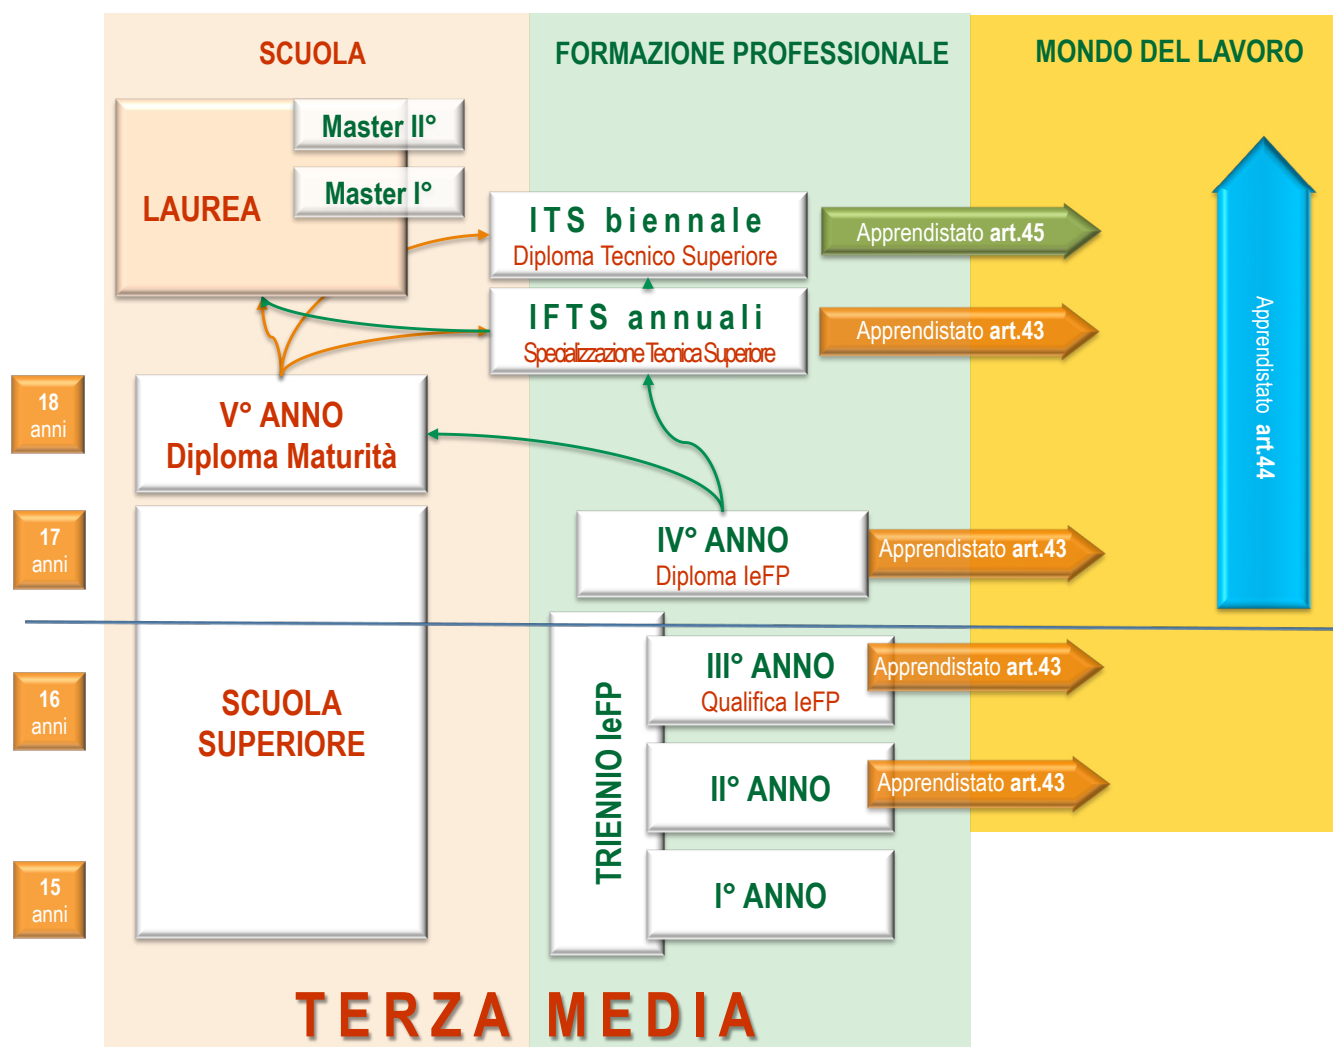 SCUOLA
FORMAZIONE PROFESSIONALE
MONDO DEL LAVORO
Master II°
Master I°
LAUREA
ITS biennale
Diploma Tecnico Superiore
Apprendistato art.45
IFTS annuali
Specializzazione Tecnica Superiore
Apprendistato art.43
Apprendistato art.44
18
anni
V° ANNO
Diploma Maturità
17
anni
IV° ANNO
Diploma IeFP
Apprendistato art.43
16
anni
SCUOLA
SUPERIORE
TRIENNIO IeFP
III° ANNO
Qualifica IeFP
Apprendistato art.43
II° ANNO
Apprendistato art.43
15
anni
I° ANNO
TERZA MEDIA